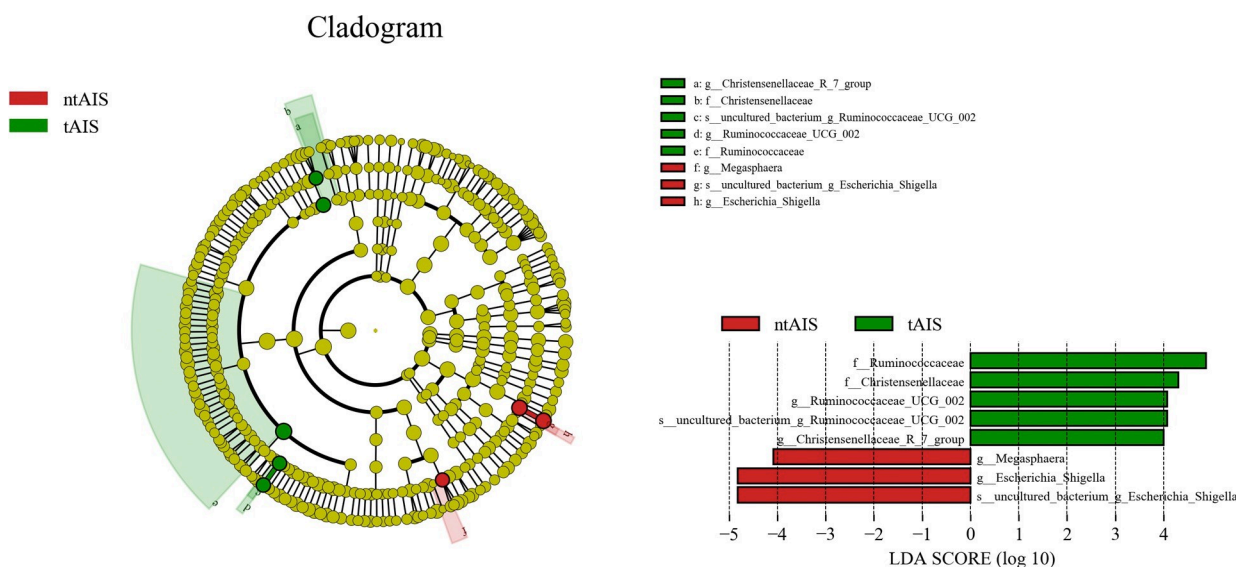 Cladogram
ntAIS
tAIS
b
a
e
d
f
a: g__Christensenellaceae_R_7_group
b: f__Christensenellaceae
c: s__uncultured_bacterium_g_Ruminococcaceae_UCG_002
d: g__Ruminococcaceae_UCG_002
e: f__Ruminococcaceae
f: g__Megasphaera
g: s__uncultured_bacterium_g_Escherichia_Shigella
h: g__Escherichia_Shigella
ntAIS tAIS
f__Ruminococcaceae
f__Christensenellaceae
g__Ruminococcaceae_UCG_002
s__uncultured_bacterium_g_Ruminococcaceae_UCG_002
g__Christensenellaceae_R_7_group
g__Megasphaera
g__Escherichia_Shigella
s__uncultured_bacterium_g_Escherichia_Shigella
−5 −4 −3 −2 −1 0 1 2 3 4
LDA SCORE (log 10)